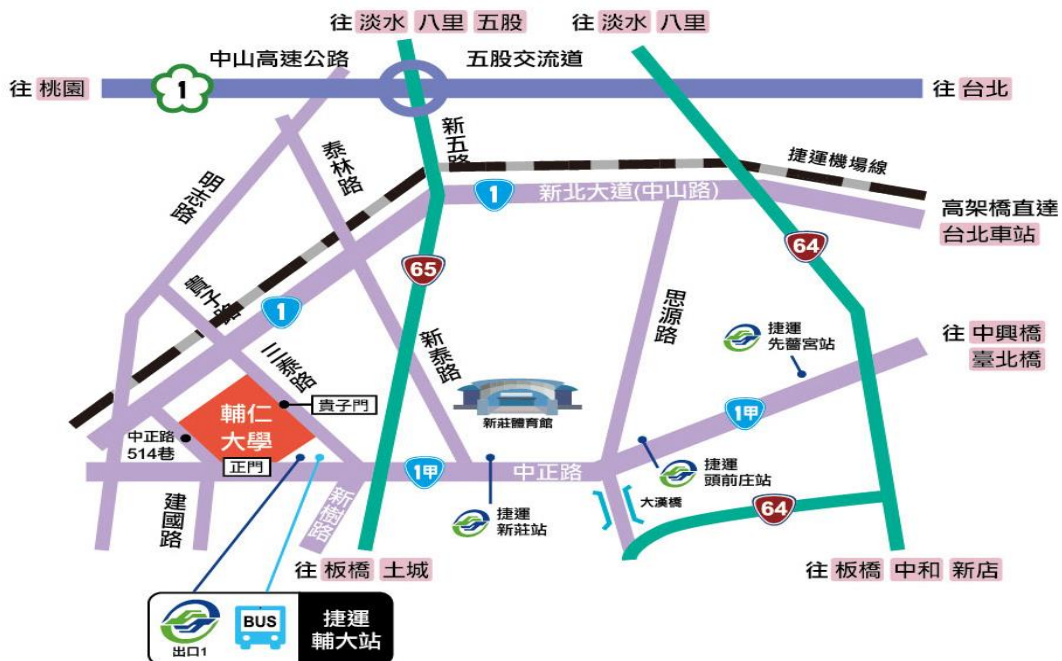 往 淡水 八里 五股
往 淡水 八里
中山高速公路
五股交流道
往 桃園
1
往 台北
新五路
泰林路
明志路
捷運機場線
1
新北大道(中山路)
高架橋直達
台北車站
65
64
貴子路
1
思源路
捷運
先嗇宮站
往 中興橋
臺北橋
三泰路
新泰路
貴子門
輔仁
大學
新莊體育館
1甲
中正路
514巷
正門
1甲
中正路
捷運
頭前庄站
建國路
新樹路
捷運
新莊站
大漢橋
64
往 板橋 土城
往 板橋 中和 新店
BUS
出口1
捷運
輔大站